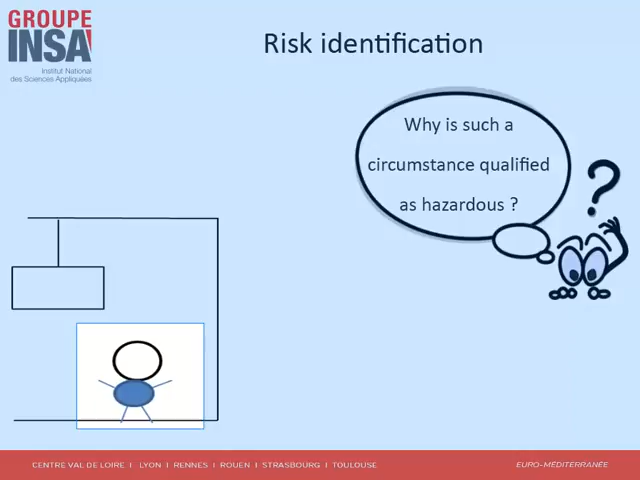 GROUPE
INSA
Institut National
des Sciences Appliquées
Risk identification
Why is such a
circumstance qualified
as hazardous ?
?
CENTRE VAL DE LOIRE I LYON I RENNES I ROUEN I STRASBOURG I TOULOUSE
EURO-MÉDITERRANÉE